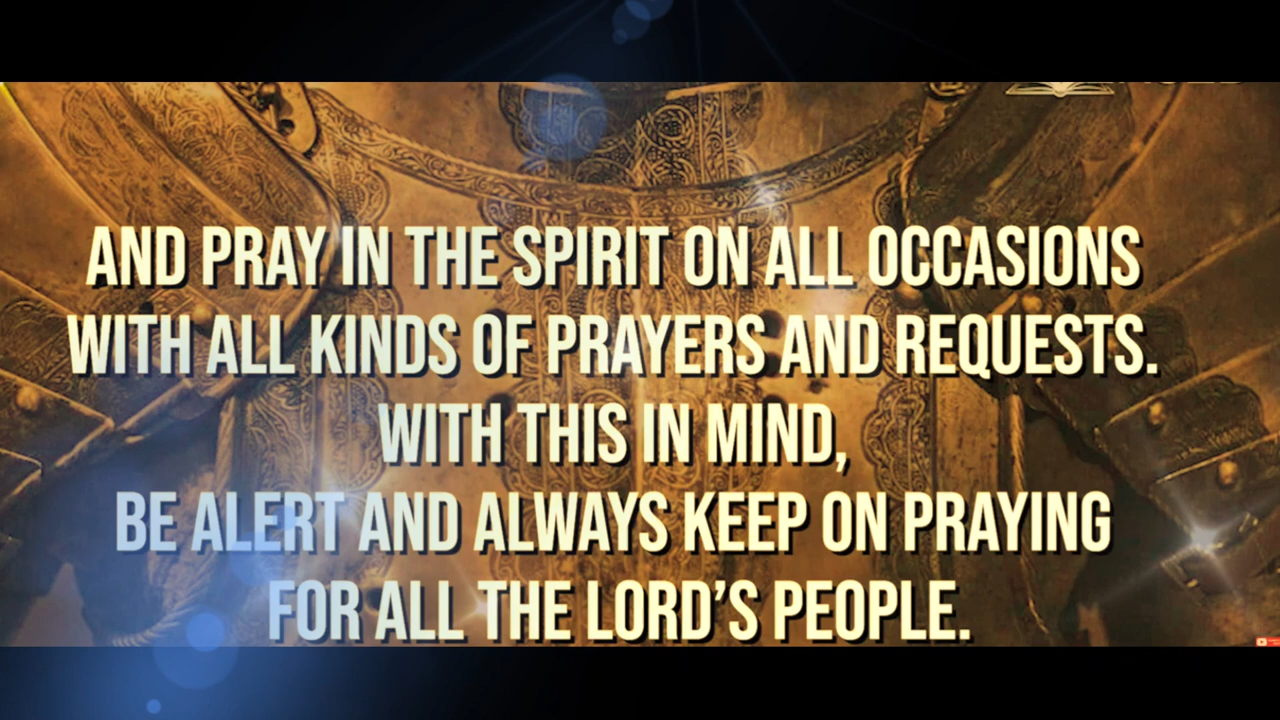 AND PRAY IN THE SPIRIT ON ALL OCCASIONS
WITH ALL KINDS OF PRAYERS AND REQUESTS.
WITH THIS IN MIND,
BE ALERT AND ALWAYS KEEP ON PRAYING
FOR ALL THE LORD'S PEOPLE.